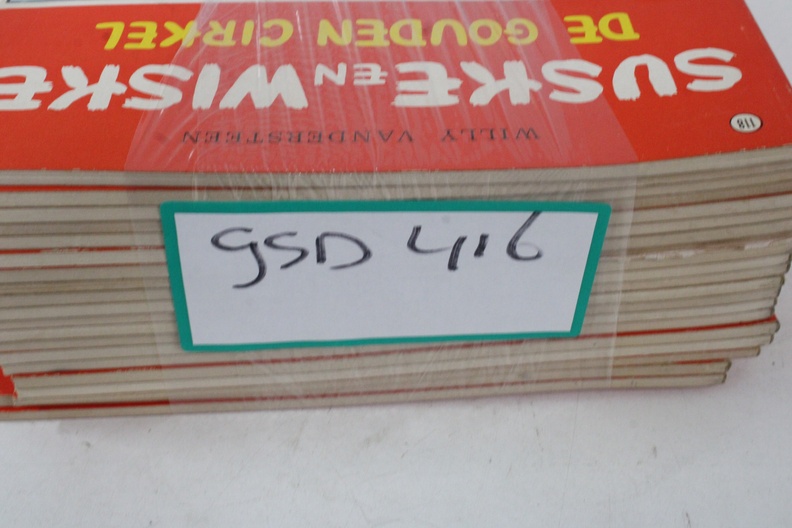 DE GOUDEN CIRKEL
SUSKE EN WISKE
WILLY VANDERSTEEN
118
GSD 416